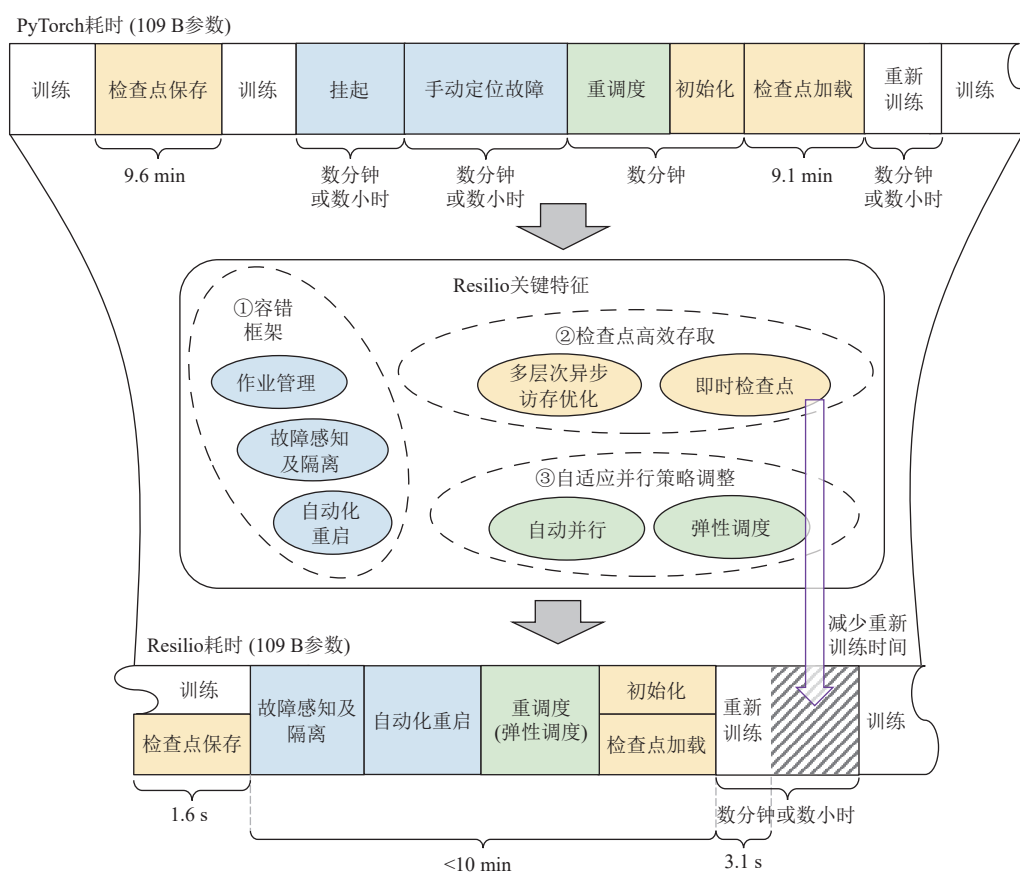 PyTorch耗时 (109 B参数)
训练
检查点保存
训练
挂起
手动定位故障
重调度
初始化
检查点加载
重新
训练
训练
9.6 min
数分钟
或数小时
数分钟
或数小时
数分钟
9.1 min
数分钟
或数小时
Resilio关键特征
①容错
框架
作业管理
故障感知
及隔离
自动化
重启
②检查点高效存取
多层次异步
访存优化
即时检查点
③自适应并行策略调整
自动并行
弹性调度
减少重新
训练时间
Resilio耗时 (109 B参数)
训练
检查点保存
故障感知及
隔离
自动化重启
重调度
(弹性调度)
初始化
检查点加载
重新
训练
训练
1.6 s
<10 min
数分钟或数小时
3.1 s